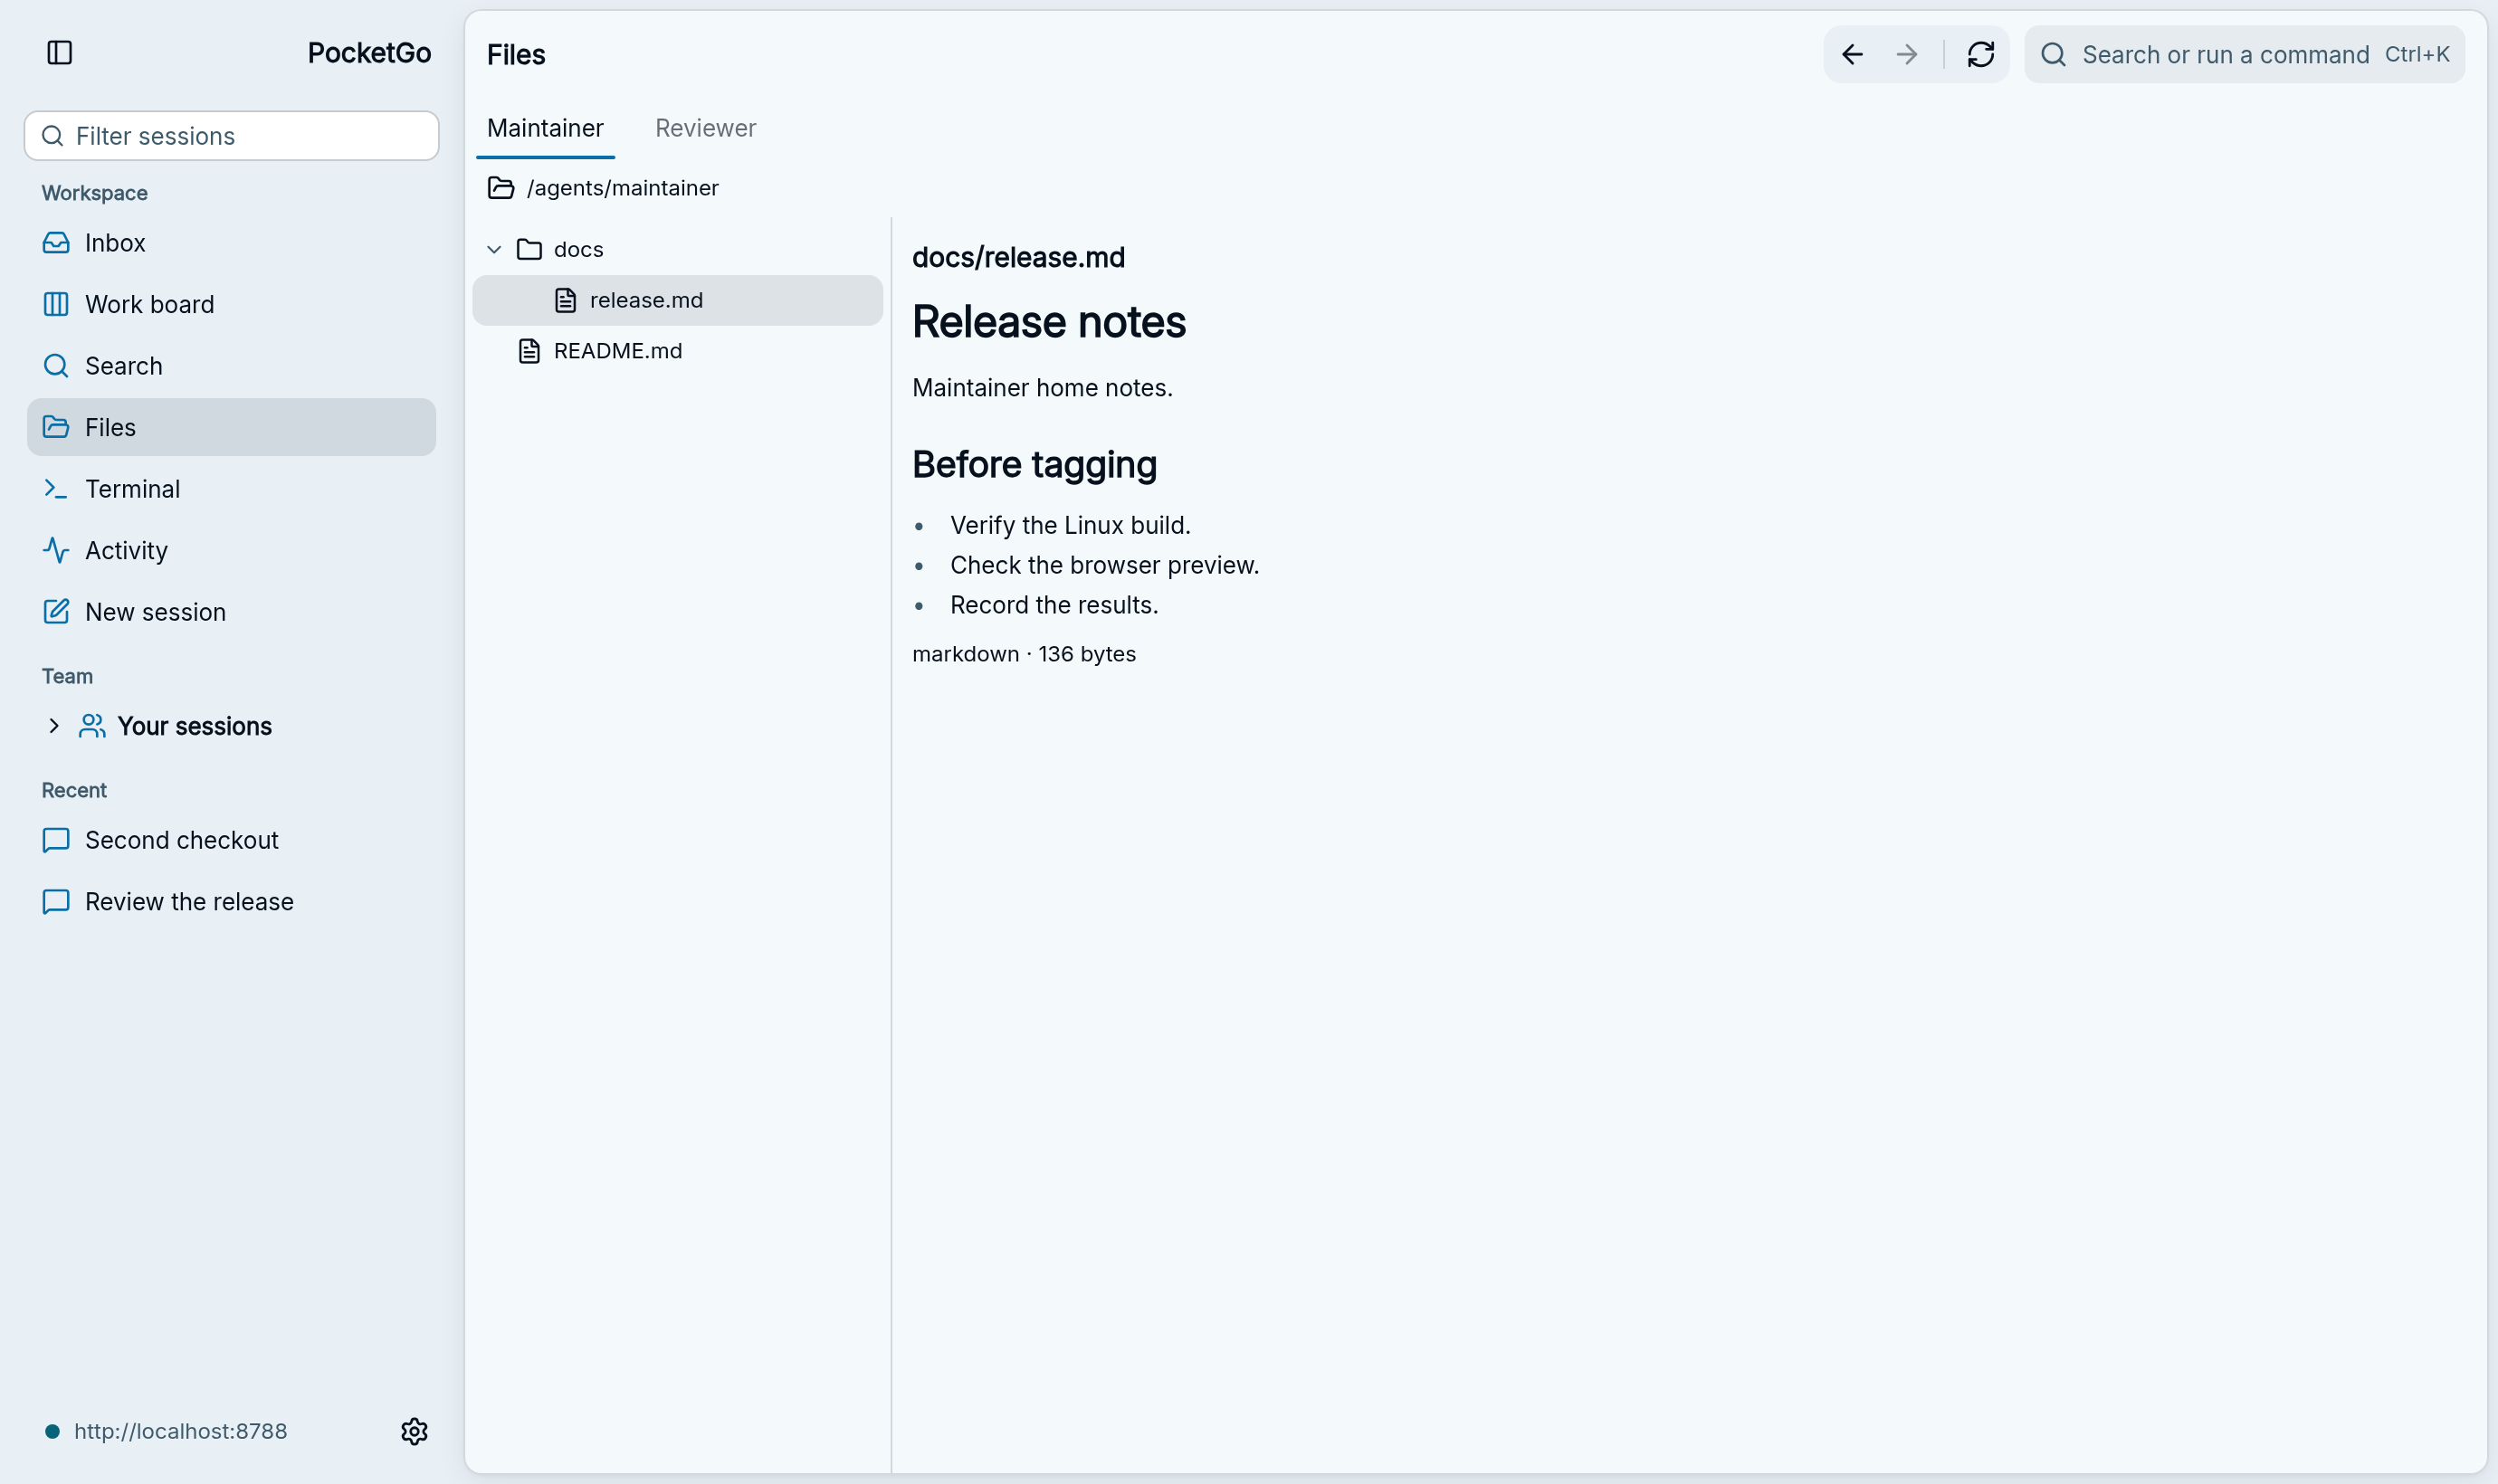 PocketGo
Filter sessions
Workspace
Inbox
Work board
Search
Files
Terminal
Activity
New session
Team
Your sessions
Recent
Second checkout
Review the release
http://localhost:8788
Files
Search or run a command Ctrl+K
Maintainer Reviewer
/agents/maintainer
docs
release.md
README.md
docs/release.md
Release notes
Maintainer home notes.
Before tagging
• Verify the Linux build.
• Check the browser preview.
• Record the results.
markdown · 136 bytes